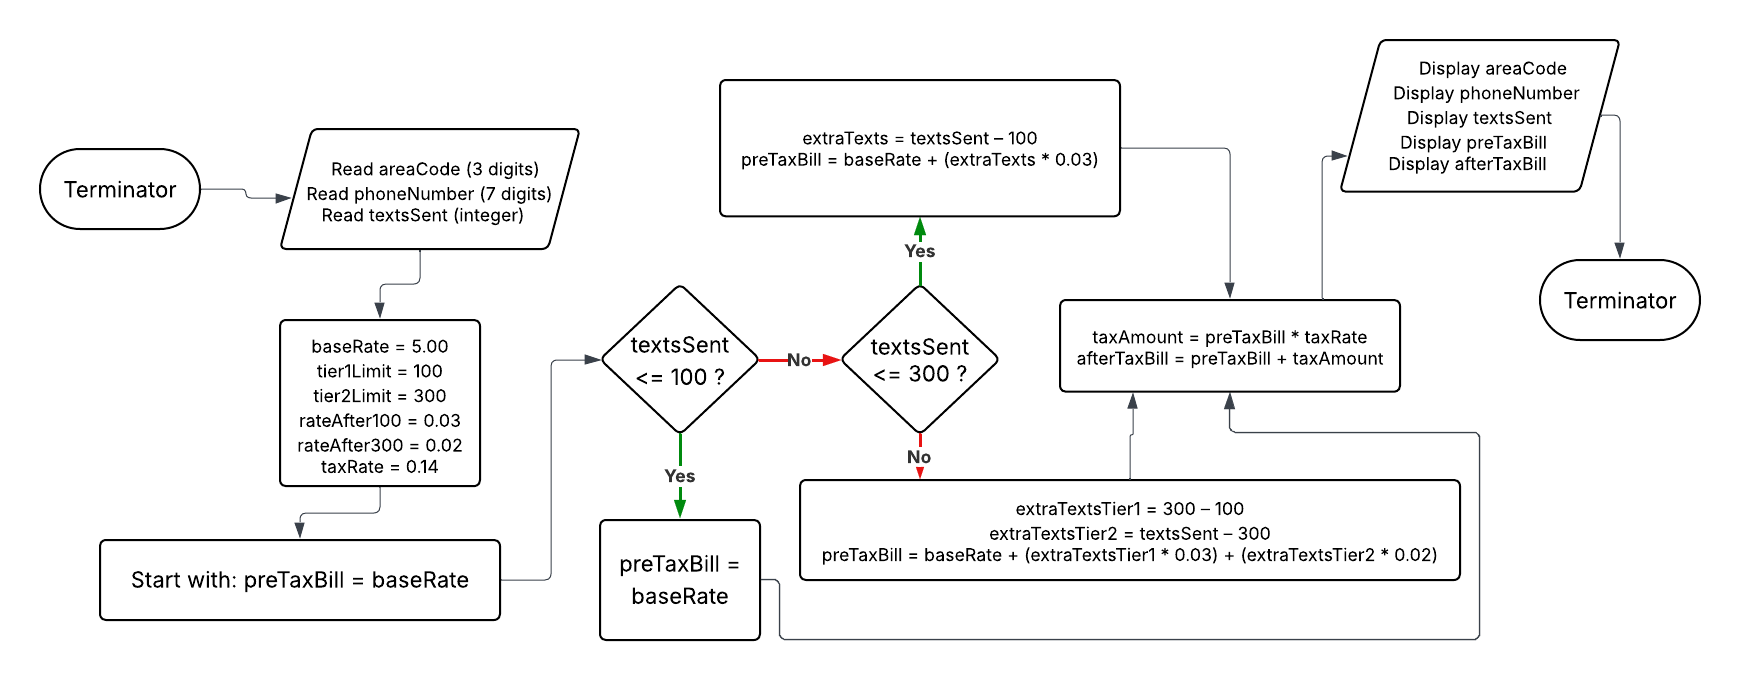 Terminator
Read areaCode (3 digits)
Read phoneNumber (7 digits)
Read textsSent (integer)
baseRate = 5.00
tier1Limit = 100
tier2Limit = 300
rateAfter100 = 0.03
rateAfter300 = 0.02
taxRate = 0.14
Start with: preTaxBill = baseRate
textsSent
<= 100 ?
Yes
preTaxBill =
baseRate
No
textsSent
<= 300 ?
Yes
extraTexts = textsSent – 100
preTaxBill = baseRate + (extraTexts * 0.03)
No
extraTextsTier1 = 300 – 100
extraTextsTier2 = textsSent – 300
preTaxBill = baseRate + (extraTextsTier1 * 0.03) + (extraTextsTier2 * 0.02)
taxAmount = preTaxBill * taxRate
afterTaxBill = preTaxBill + taxAmount
Display areaCode
Display phoneNumber
Display textsSent
Display preTaxBill
Display afterTaxBill
Terminator